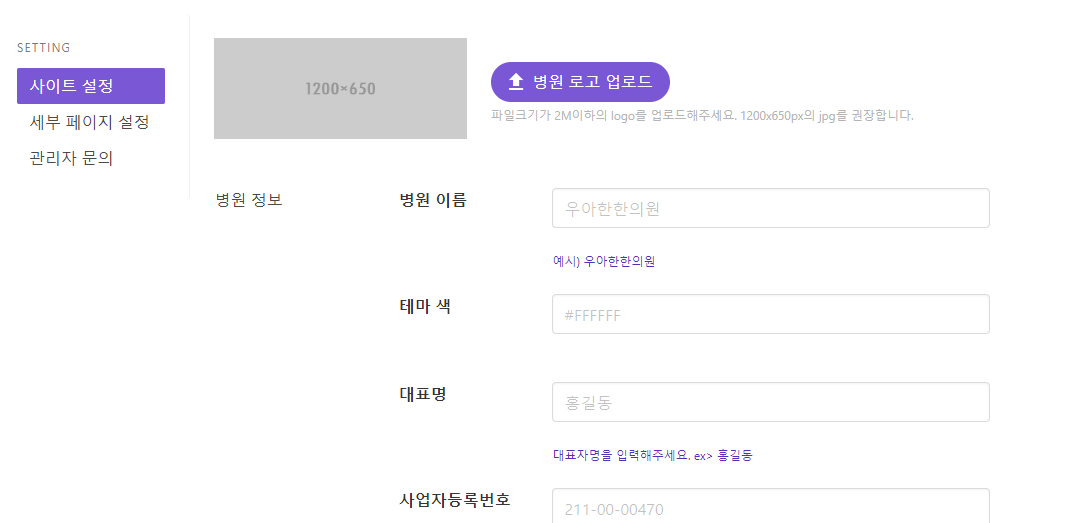 SETTING
사이트 설정
세부 페이지 설정
관리자 문의
1200×650
병원 로고 업로드
파일크기가 2M이하의 logo를 업로드해주세요. 1200x650px의 jpg를 권장합니다.
병원 정보
병원 이름
우아한한의원
예시) 우아한한의원
테마 색
#FFFFFF
대표명
홍길동
대표자명을 입력해주세요. ex> 홍길동
사업자등록번호
211-00-00470